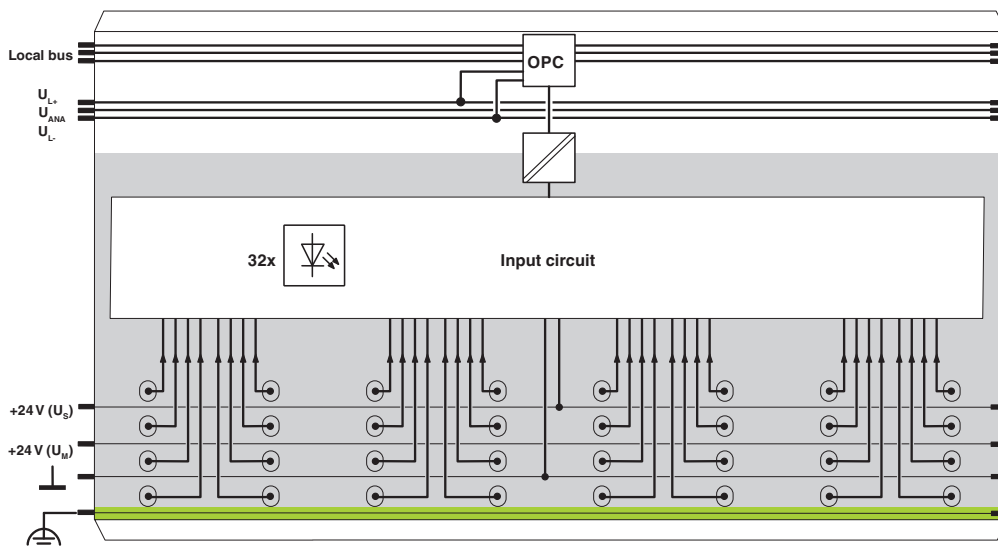 Local bus
OPC
U_L+
U_ANA
U_L-
32x
Input circuit
+24 V (U_S)
+24 V (U_M)